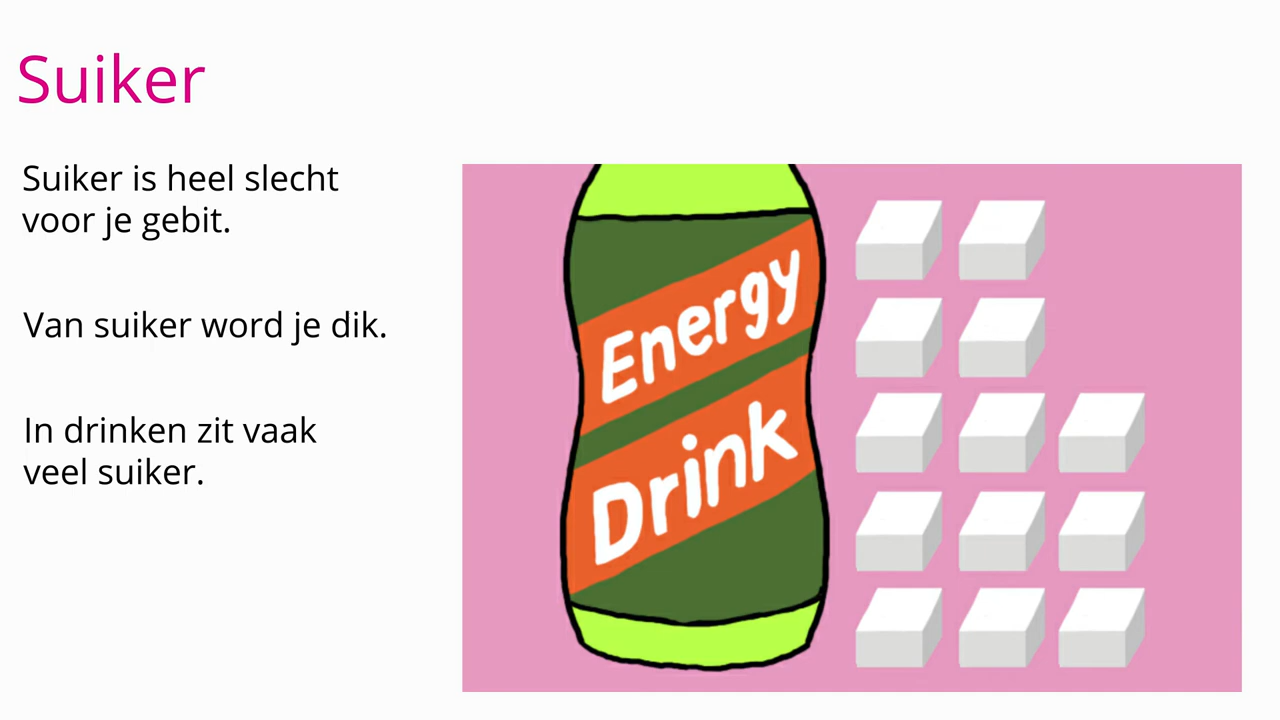 Suiker
Suiker is heel slecht
voor je gebit.
Van suiker word je dik.
In drinken zit vaak
veel suiker.
Energy
Drink